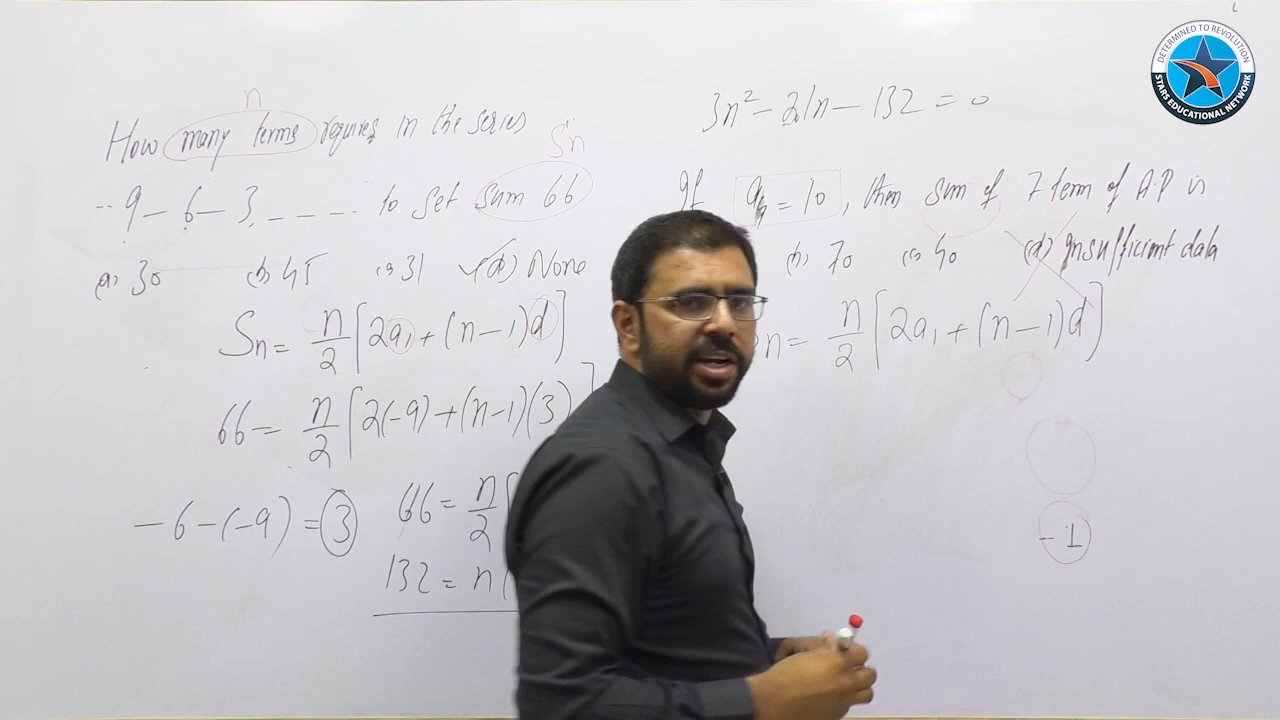 n
How many terms requires in the series
Sn
-9 - 6 - 3, ---- to get sum 66
(a) 30 (b) 45 (c) 31 (d) None
Sn = n/2 [2a₁ + (n-1)d]
66 = n/2 [2(-9) + (n-1)(3)]
-6-(-9) = 3
66 = n/2 [
132 = n(
3n² - 21n - 132 = 0
If a₄ = 10, then sum of 7 term of A.P is
(b) 70 (c) 40 (d) Insufficient data
n = n/2 [2a₁ + (n-1)d]
-1
DETERMINED TO REVOLUTION
STARS EDUCATIONAL NETWORK